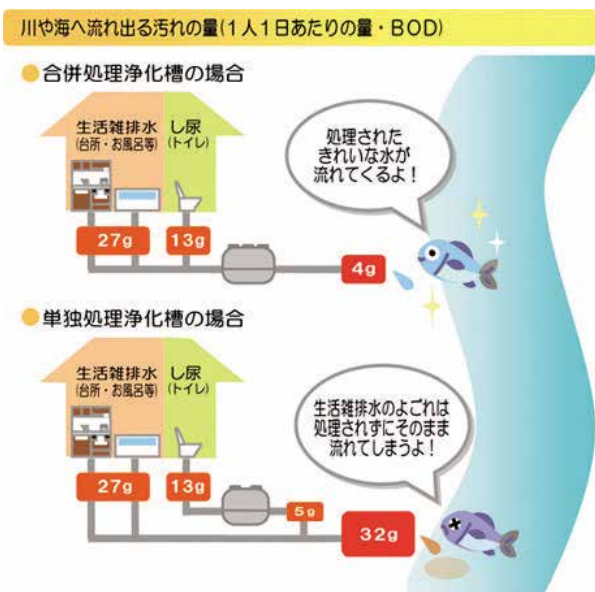 川や海へ流れ出る汚れの量(1人1日あたりの量・BOD)
●合併処理浄化槽の場合
生活雑排水
(台所・お風呂等)
し尿
(トイレ)
処理された
きれいな水が
流れてくるよ!
27g
13g
4g
●単独処理浄化槽の場合
生活雑排水
(台所・お風呂等)
し尿
(トイレ)
生活雑排水のよごれは
処理されずにそのまま
流れてしまうよ!
27g
13g
5g
32g